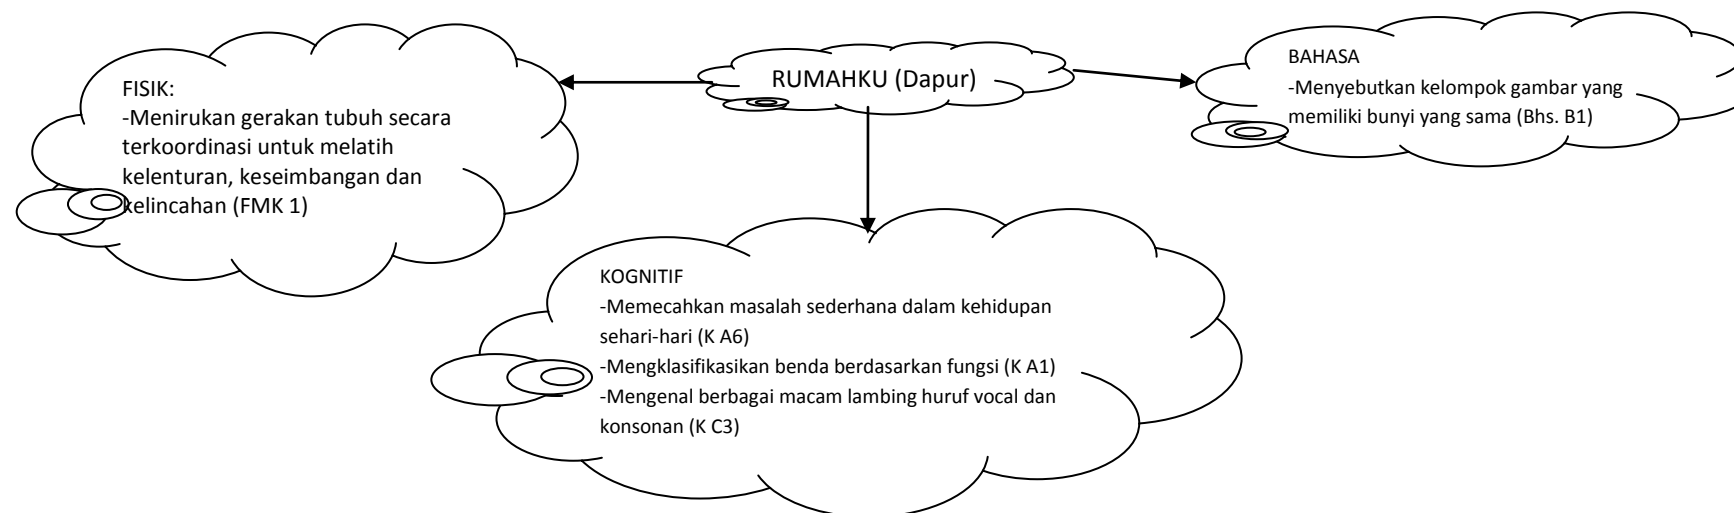 RUMAHKU (Dapur)
FISIK:
-Menirukan gerakan tubuh secara
terkoordinasi untuk melatih
kelenturan, keseimbangan dan
kelincahan (FMK 1)
BAHASA
-Menyebutkan kelompok gambar yang
memiliki bunyi yang sama (Bhs. B1)
KOGNITIF
-Memecahkan masalah sederhana dalam kehidupan
sehari-hari (K A6)
-Mengklasifikasikan benda berdasarkan fungsi (K A1)
-Mengenal berbagai macam lambing huruf vocal dan
konsonan (K C3)